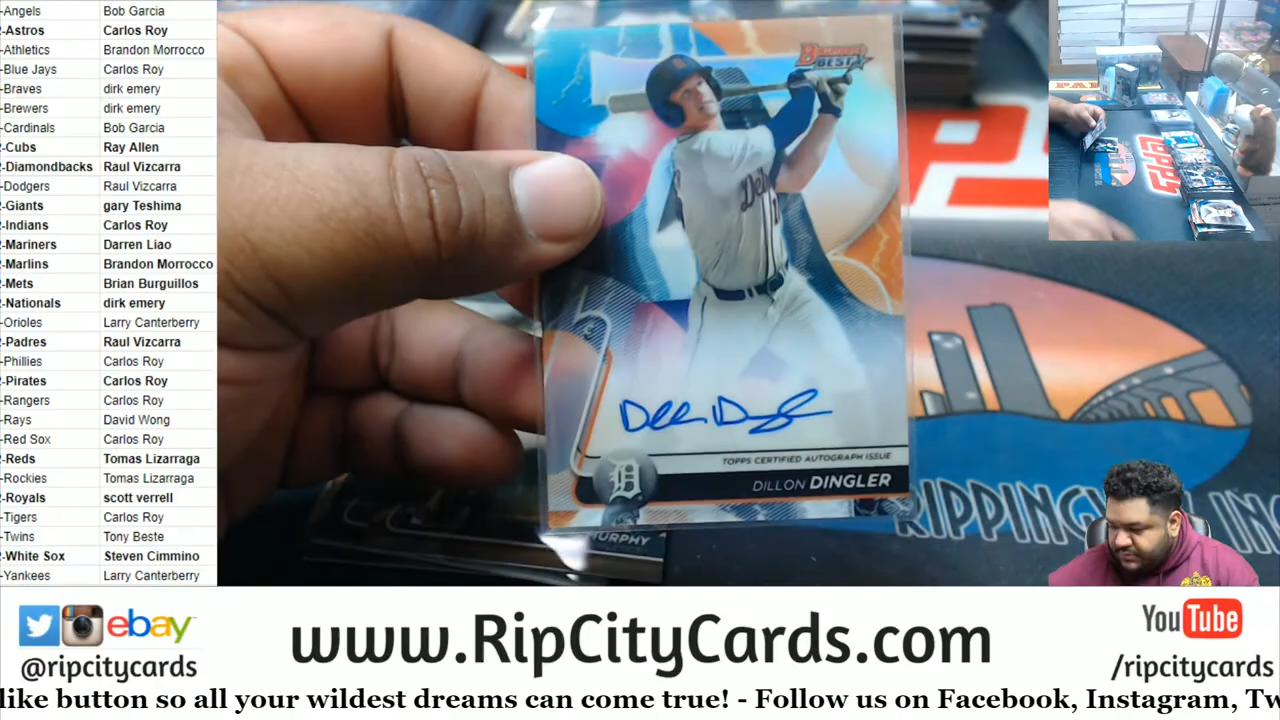 -Angels Bob Garcia
-Astros Carlos Roy
-Athletics Brandon Morrocco
-Blue Jays Carlos Roy
-Braves dirk emery
-Brewers dirk emery
-Cardinals Bob Garcia
-Cubs Ray Allen
-Diamondbacks Raul Vizcarra
-Dodgers Raul Vizcarra
-Giants gary Teshima
-Indians Carlos Roy
-Mariners Darren Liao
-Marlins Brandon Morrocco
-Mets Brian Burguillos
-Nationals dirk emery
-Orioles Larry Canterberry
-Padres Raul Vizcarra
-Phillies Carlos Roy
-Pirates Carlos Roy
-Rangers Carlos Roy
-Rays David Wong
-Red Sox Carlos Roy
-Reds Tomas Lizarraga
-Rockies Tomas Lizarraga
-Royals scott verrell
-Tigers Carlos Roy
-Twins Tony Beste
-White Sox Steven Cimmino
-Yankees Larry Canterberry
BEST
TOPPS CERTIFIED AUTOGRAPH ISSUE
DILLON DINGLER
D
MURPHY
TOPPS
ebay
@ripcitycards
www.RipCityCards.com
YouTube
/ripcitycards
like button so all your wildest dreams can come true! - Follow us on Facebook, Instagram, Tw